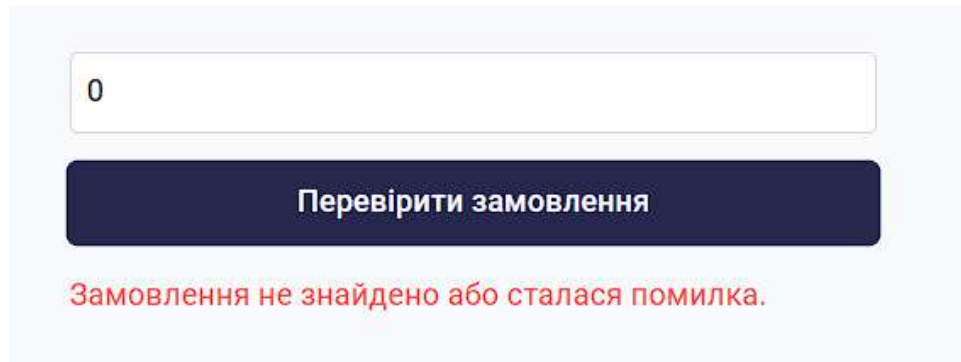 0
Перевірити замовлення
Замовлення не знайдено або сталася помилка.